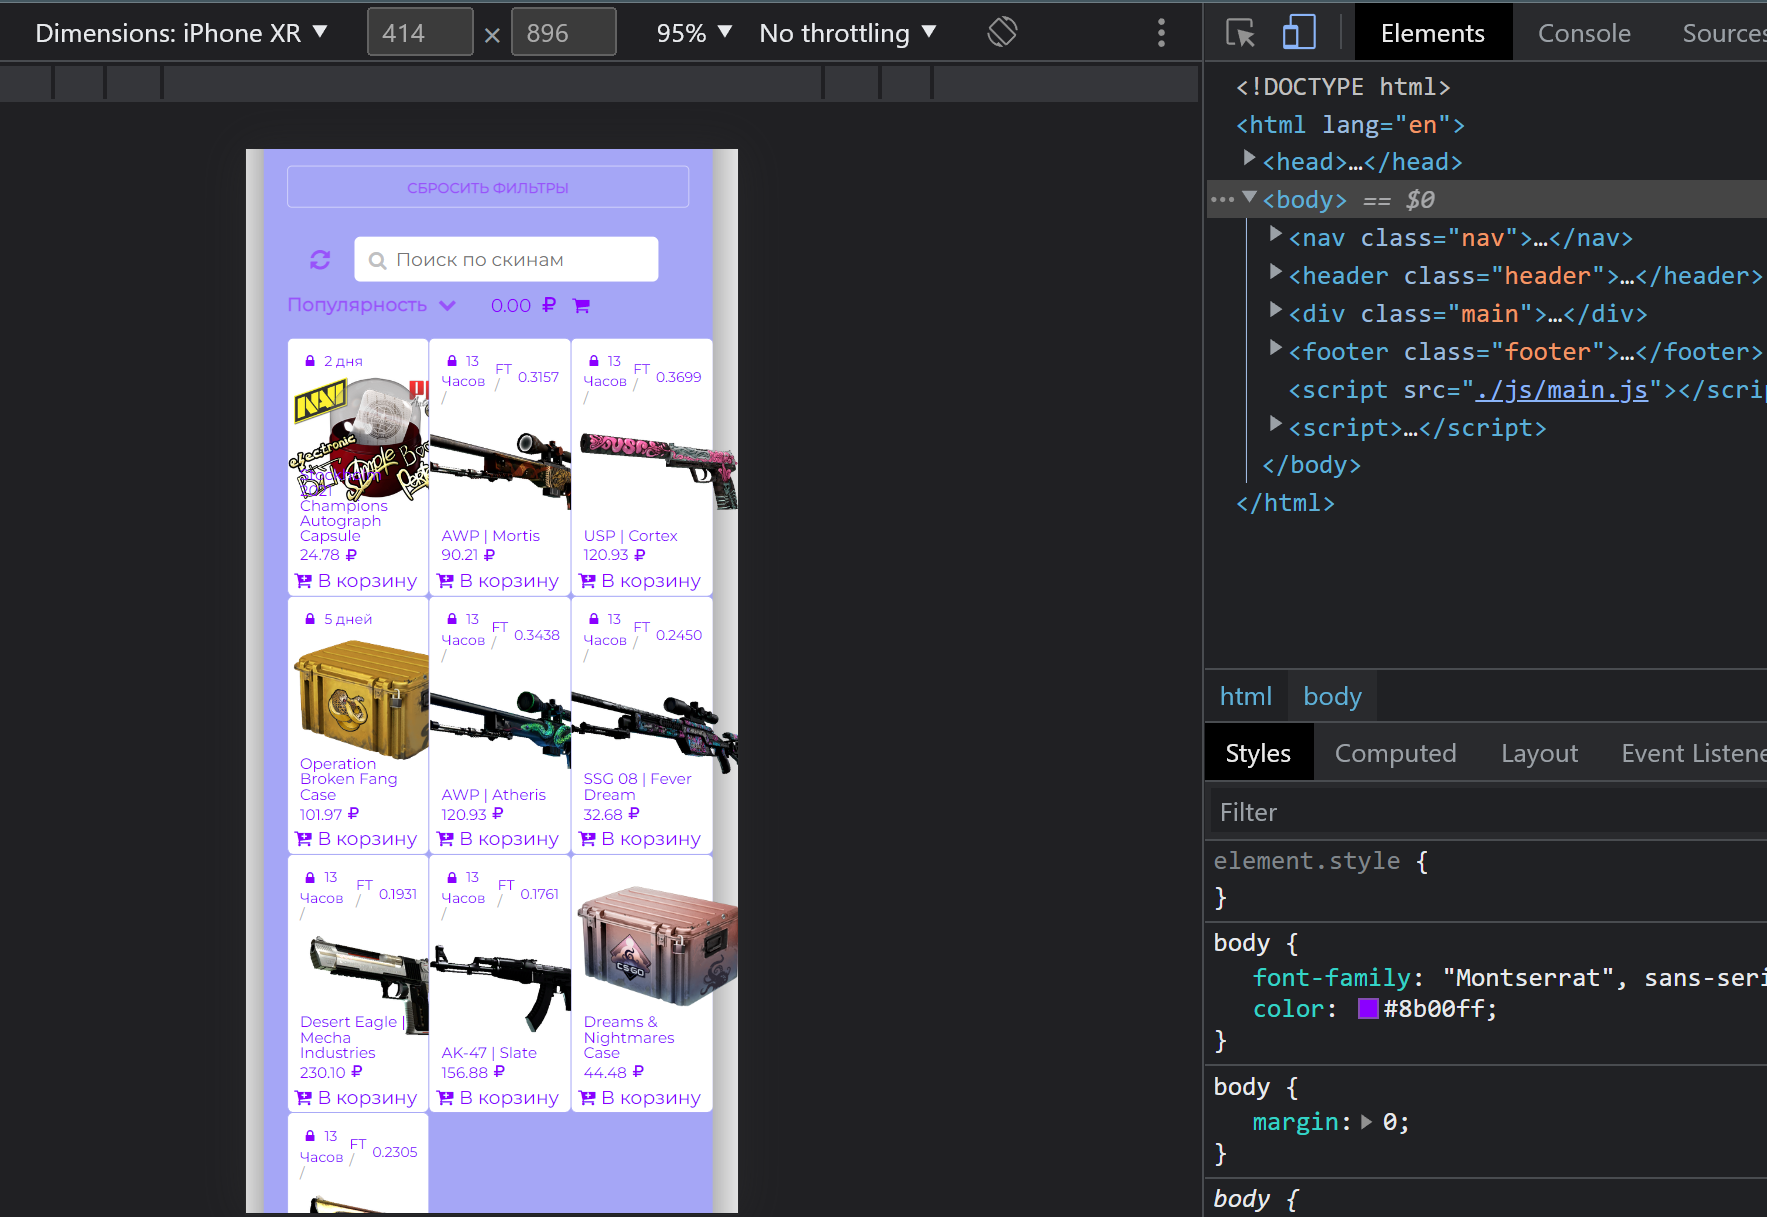 Dimensions: iPhone XR ▼ 414 × 896 95% ▼ No throttling ▼
Elements Console Sources
<!DOCTYPE html>
<html lang="en">
<head>…</head>
<body> == $0
<nav class="nav">…</nav>
<header class="header">…</header>
<div class="main">…</div>
<footer class="footer">…</footer>
<script src="./js/main.js"></scri
<script>…</script>
</body>
</html>
html body
Styles Computed Layout Event Listene
Filter
element.style {
}
body {
font-family: "Montserrat", sans-seri
color: #8b00ff;
}
body {
margin: 0;
}
body {
СБРОСИТЬ ФИЛЬТРЫ
Поиск по скинам
Популярность 0.00 ₽
2 дня
Stockholm
2021
Champions
Autograph
Capsule
24.78 ₽
В корзину
13
Часов
/
FT
/
0.3157
AWP | Mortis
90.21 ₽
В корзину
13
Часов
/
FT
/
0.3699
USP
USP | Cortex
120.93 ₽
В корзину
5 дней
Operation
Broken Fang
Case
101.97 ₽
В корзину
13
Часов
/
FT
/
0.3438
AWP | Atheris
120.93 ₽
В корзину
13
Часов
/
FT
/
0.2450
SSG 08 | Fever
Dream
32.68 ₽
В корзину
13
Часов
/
FT
/
0.1931
Desert Eagle |
Mecha
Industries
230.10 ₽
В корзину
13
Часов
/
FT
/
0.1761
AK-47 | Slate
156.88 ₽
В корзину
CS GO
Dreams &
Nightmares
Case
44.48 ₽
В корзину
13
Часов
/
FT
/
0.2305